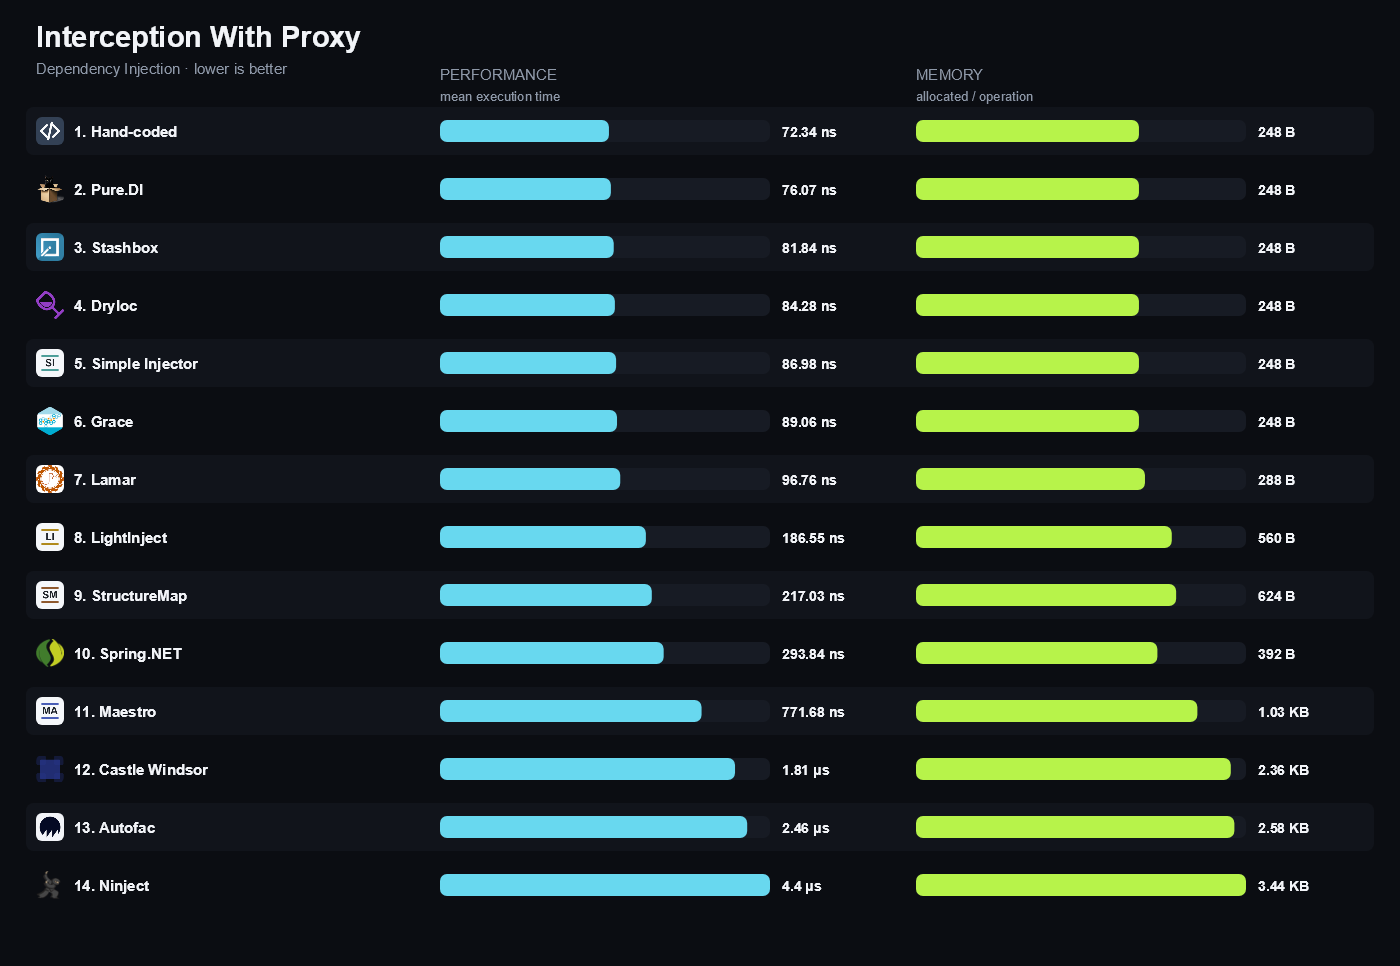 Interception With Proxy
Dependency Injection · lower is better
PERFORMANCE
mean execution time
MEMORY
allocated / operation
1. Hand-coded 72.34 ns 248 B
2. Pure.DI 76.07 ns 248 B
3. Stashbox 81.84 ns 248 B
4. DryIoc 84.28 ns 248 B
SI 5. Simple Injector 86.98 ns 248 B
6. Grace 89.06 ns 248 B
7. Lamar 96.76 ns 288 B
LI 8. LightInject 186.55 ns 560 B
SM 9. StructureMap 217.03 ns 624 B
10. Spring.NET 293.84 ns 392 B
MA 11. Maestro 771.68 ns 1.03 KB
12. Castle Windsor 1.81 µs 2.36 KB
13. Autofac 2.46 µs 2.58 KB
14. Ninject 4.4 µs 3.44 KB